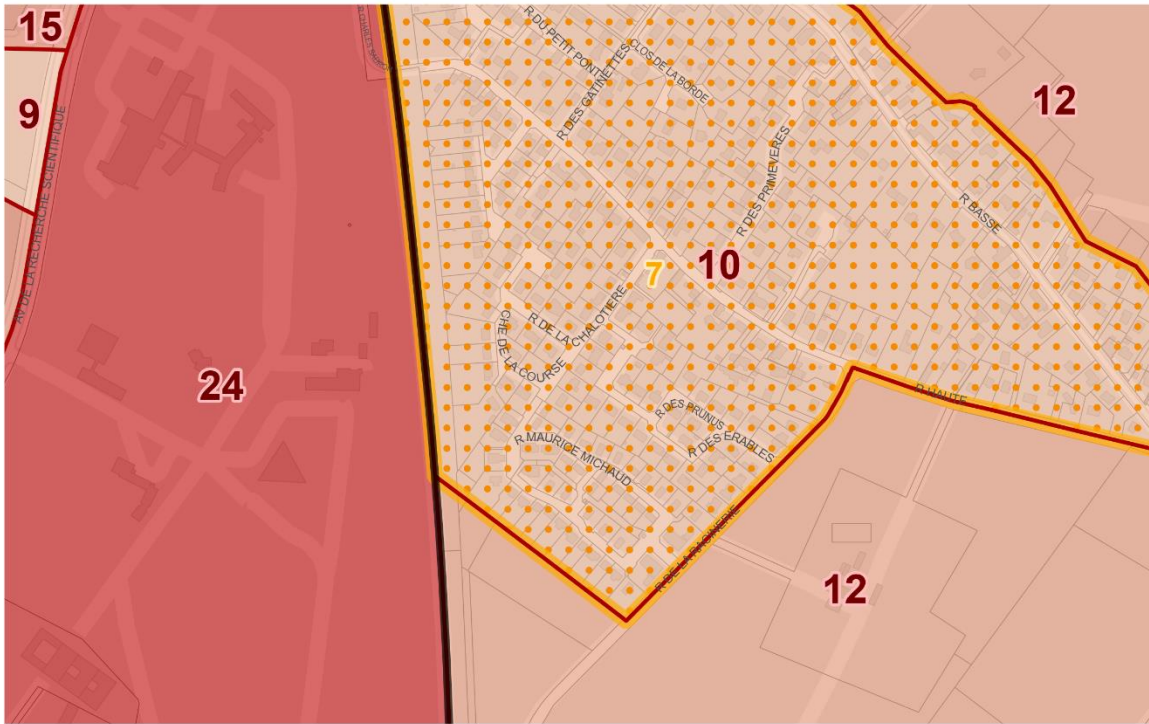 15
9
AV DE LA RECHERCHE SCIENTIFIQUE
R DU PETIT PONT
R DES GATINETTES
CLOS DE LA BORDE
12
R DES PRIMEVERES
R BASSE
10
7
CHE DE LA COURSE
R DE LA CHALOTIERE
24
R HAUTE
R DES PRUNUS
R DES ERABLES
R MAURICE MICHAUD
R DE LA RACINERIE
12